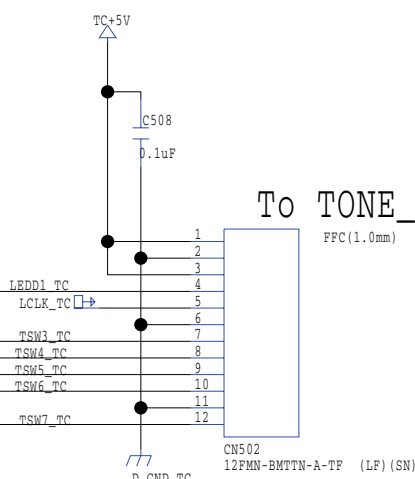 TC+5V
C508
0.1uF
To TONE_
FFC(1.0mm)
1
2
3
LEDD1_TC 4
LCLK_TC 5
6
TSW3_TC 7
TSW4_TC 8
TSW5_TC 9
TSW6_TC 10
11
TSW7_TC 12
CN502
12FMN-BMTTN-A-TF (LF)(SN)
D_GND_TC